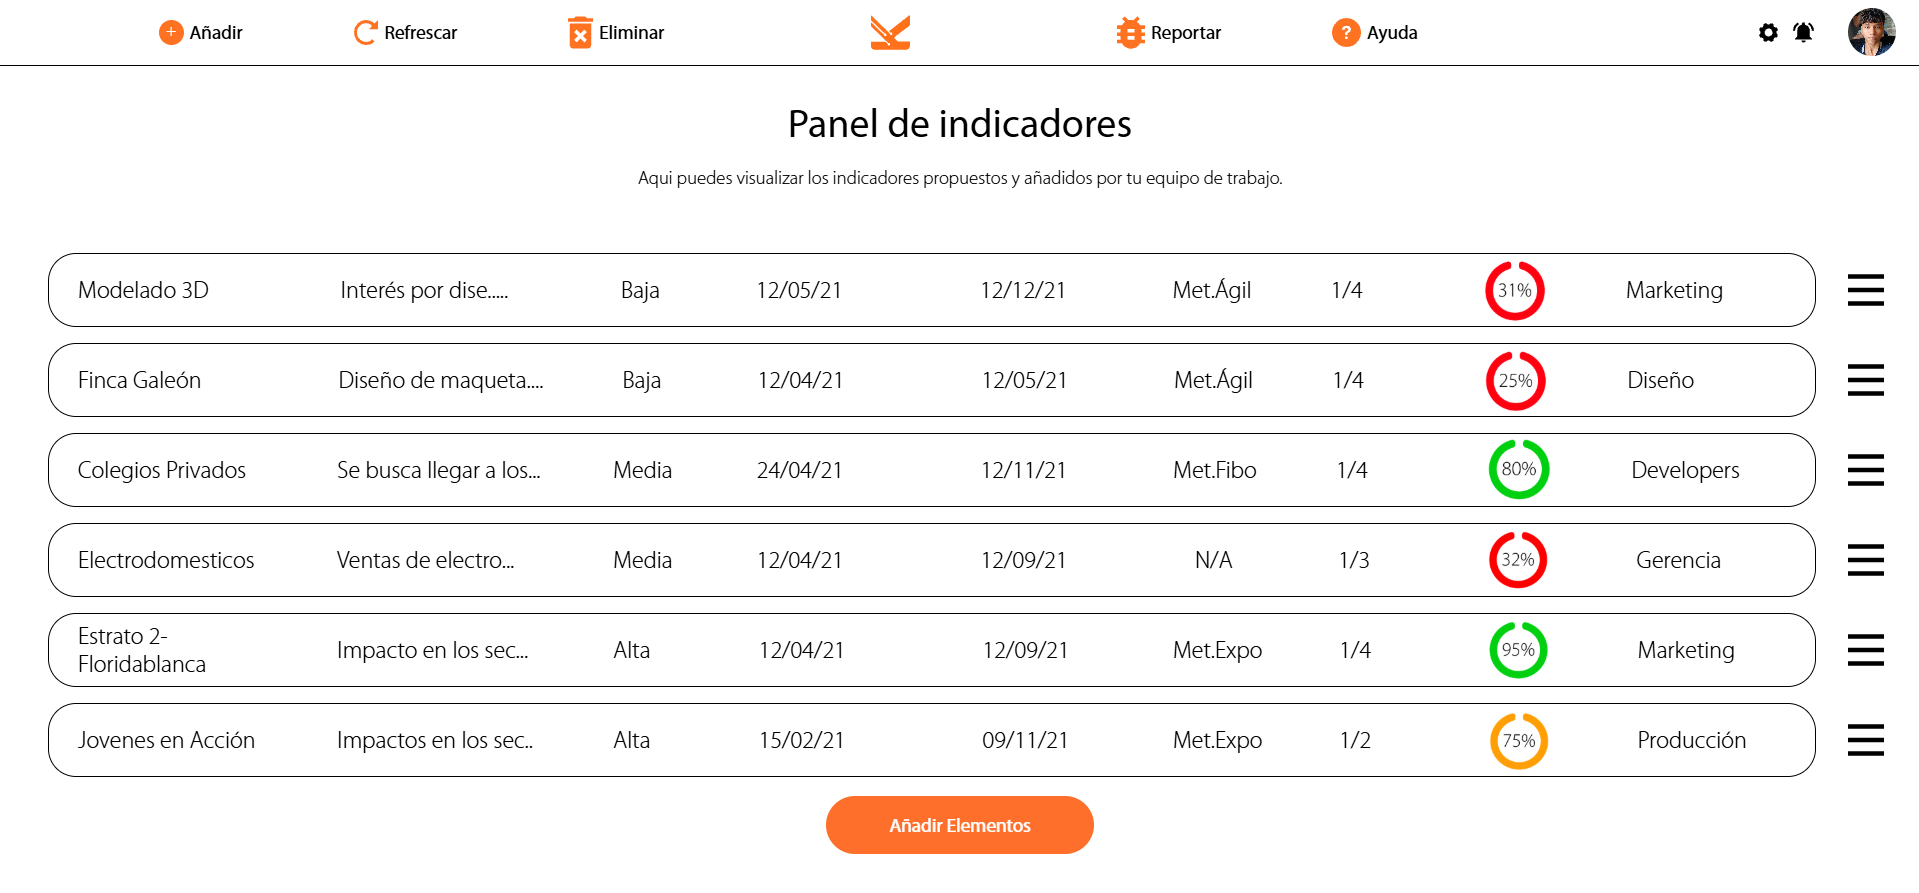 Añadir Refrescar Eliminar Reportar Ayuda
Panel de indicadores
Aqui puedes visualizar los indicadores propuestos y añadidos por tu equipo de trabajo.
Modelado 3D Interés por dise..... Baja 12/05/21 12/12/21 Met.Ágil 1/4 31% Marketing
Finca Galeón Diseño de maqueta.... Baja 12/04/21 12/05/21 Met.Ágil 1/4 25% Diseño
Colegios Privados Se busca llegar a los... Media 24/04/21 12/11/21 Met.Fibo 1/4 80% Developers
Electrodomesticos Ventas de electro... Media 12/04/21 12/09/21 N/A 1/3 32% Gerencia
Estrato 2-
Floridablanca Impacto en los sec... Alta 12/04/21 12/09/21 Met.Expo 1/4 95% Marketing
Jovenes en Acción Impactos en los sec.. Alta 15/02/21 09/11/21 Met.Expo 1/2 75% Producción
Añadir Elementos